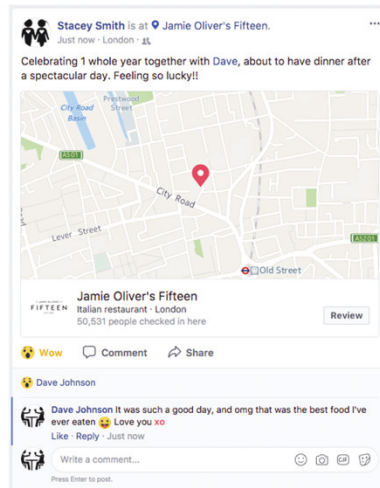 Stacey Smith is at Jamie Oliver's Fifteen.
Just now · London ·
Celebrating 1 whole year together with Dave, about to have dinner after
a spectacular day. Feeling so lucky!!
City Road
Basin
Prestwood
Street
A501
City Road
Lever Street
A5201
Old Street
FIFTEEN
Jamie Oliver's Fifteen
Italian restaurant · London
50,531 people checked in here
Review
Wow
Comment
Share
Dave Johnson
Dave Johnson It was such a good day, and omg that was the best food I've
ever eaten 😀 Love you xo
Like · Reply · Just now
Write a comment...
GIF
Press Enter to post.